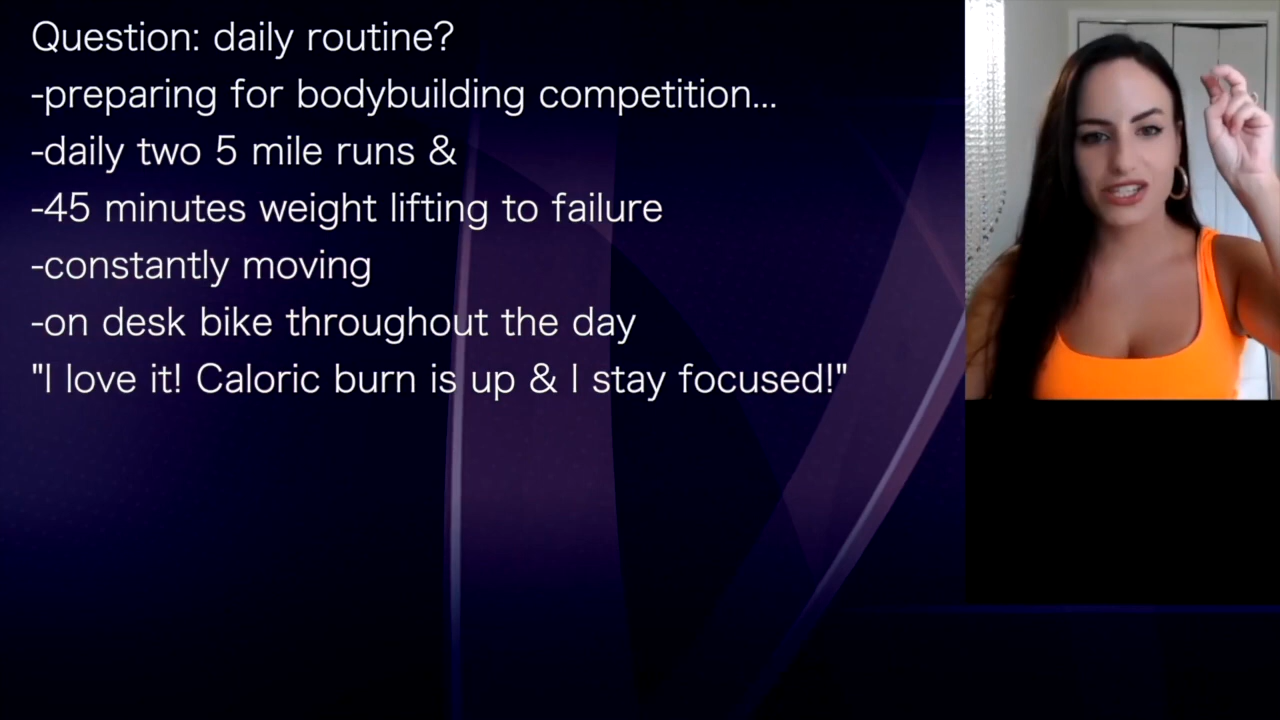 Question: daily routine?
-preparing for bodybuilding competition...
-daily two 5 mile runs &
-45 minutes weight lifting to failure
-constantly moving
-on desk bike throughout the day
"I love it! Caloric burn is up & I stay focused!"